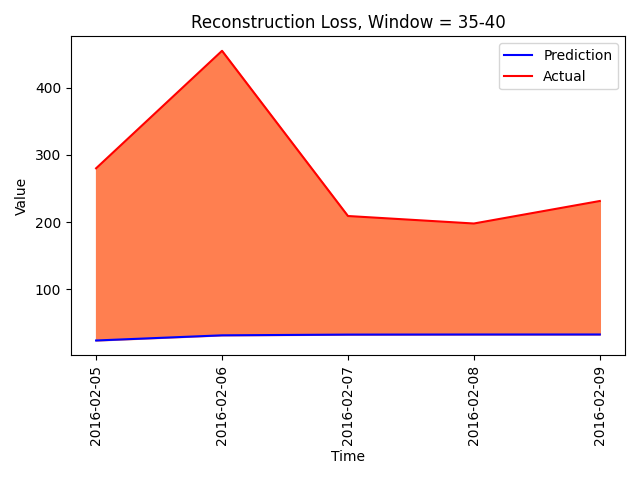 Reconstruction Loss, Window = 35-40
Prediction
Actual
Value
400
300
200
100
2016-02-05
2016-02-06
2016-02-07
2016-02-08
2016-02-09
Time